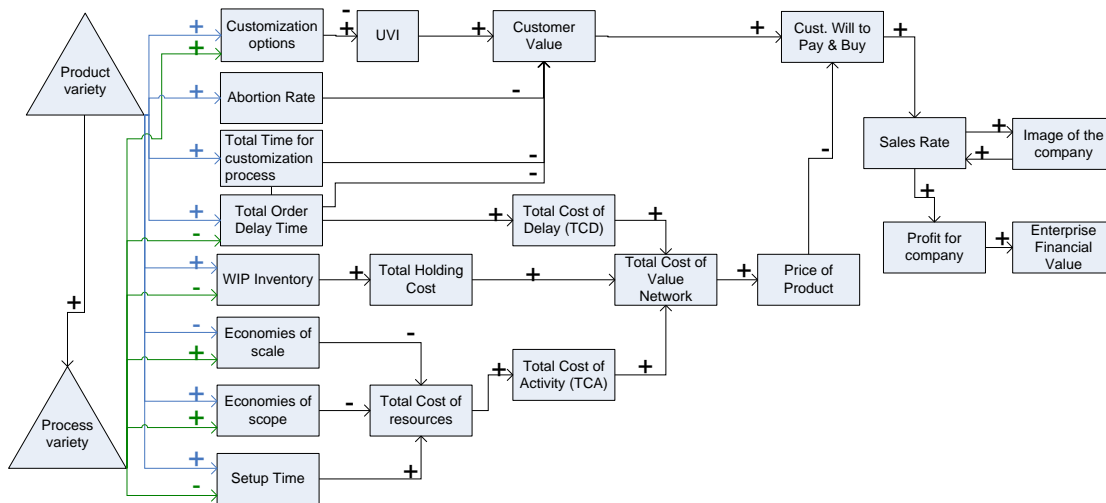 Product
variety
Process
variety
+
+
+
Customization
options
-
+
UVI
+
Customer
Value
+
Cust. Will to
Pay & Buy
+
+
Abortion Rate
-
+
Total Time for
customization
process
-
-
+
-
Total Order
Delay Time
+
Total Cost of
Delay (TCD)
+
+
-
WIP Inventory
+
Total Holding
Cost
+
Total Cost of
Value
Network
+
Price of
Product
-
-
+
Economies of
scale
-
+
+
Economies of
scope
-
Total Cost of
resources
+
Total Cost of
Activity (TCA)
+
+
-
Setup Time
+
Sales Rate
+
+
Image of the
company
+
Profit for
company
+
Enterprise
Financial
Value